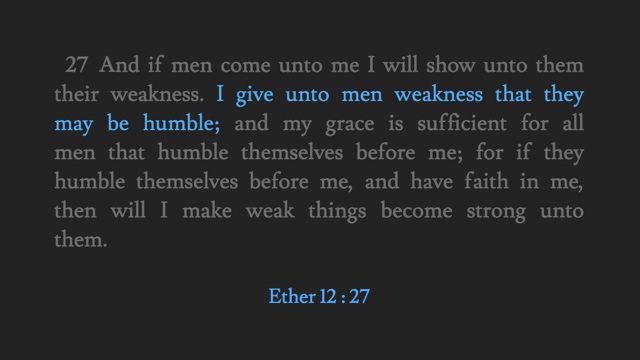 27 And if men come unto me I will show unto them
their weakness. I give unto men weakness that they
may be humble; and my grace is sufficient for all
men that humble themselves before me; for if they
humble themselves before me, and have faith in me,
then will I make weak things become strong unto
them.
Ether 12 : 27